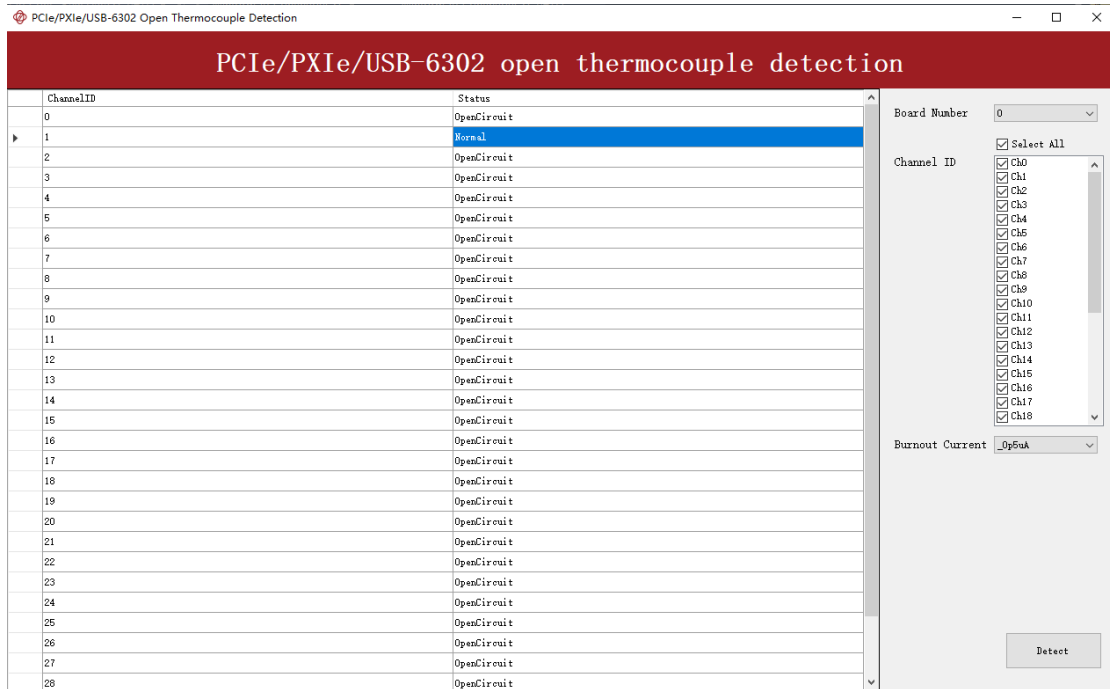 PCIe/PXIe/USB-6302 Open Thermocouple Detection
PCIe/PXIe/USB-6302 open thermocouple detection
ChannelID Status
0 OpenCircuit
1 Normal
2 OpenCircuit
3 OpenCircuit
4 OpenCircuit
5 OpenCircuit
6 OpenCircuit
7 OpenCircuit
8 OpenCircuit
9 OpenCircuit
10 OpenCircuit
11 OpenCircuit
12 OpenCircuit
13 OpenCircuit
14 OpenCircuit
15 OpenCircuit
16 OpenCircuit
17 OpenCircuit
18 OpenCircuit
19 OpenCircuit
20 OpenCircuit
21 OpenCircuit
22 OpenCircuit
23 OpenCircuit
24 OpenCircuit
25 OpenCircuit
26 OpenCircuit
27 OpenCircuit
28 OpenCircuit
Board Number 0
Select All
Channel ID
Ch0
Ch1
Ch2
Ch3
Ch4
Ch5
Ch6
Ch7
Ch8
Ch9
Ch10
Ch11
Ch12
Ch13
Ch14
Ch15
Ch16
Ch17
Ch18
Burnout Current _0p5uA
Detect